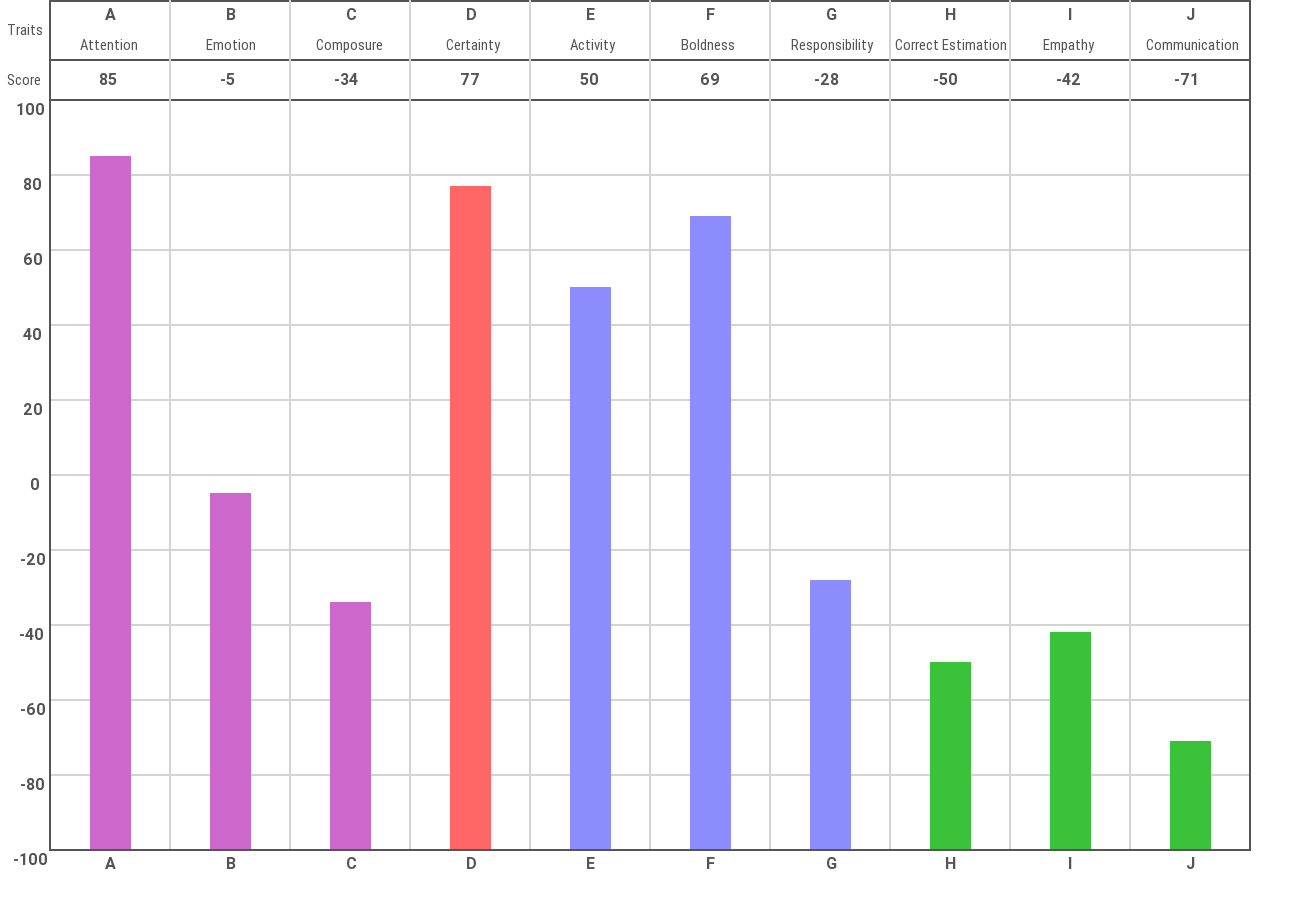 A B C D E F G H I J
Traits
Attention Emotion Composure Certainty Activity Boldness Responsibility Correct Estimation Empathy Communication
Score 85 -5 -34 77 50 69 -28 -50 -42 -71
100
80
60
40
20
0
-20
-40
-60
-80
-100
A B C D E F G H I J